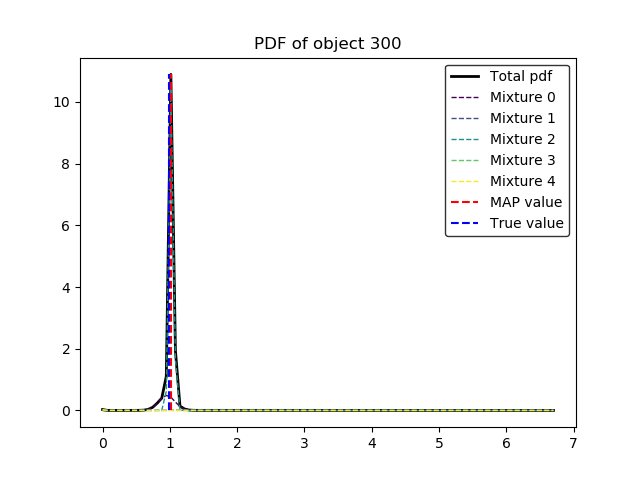 PDF of object 300
Total pdf
Mixture 0
Mixture 1
Mixture 2
Mixture 3
Mixture 4
MAP value
True value
10
8
6
4
2
0
0 1 2 3 4 5 6 7